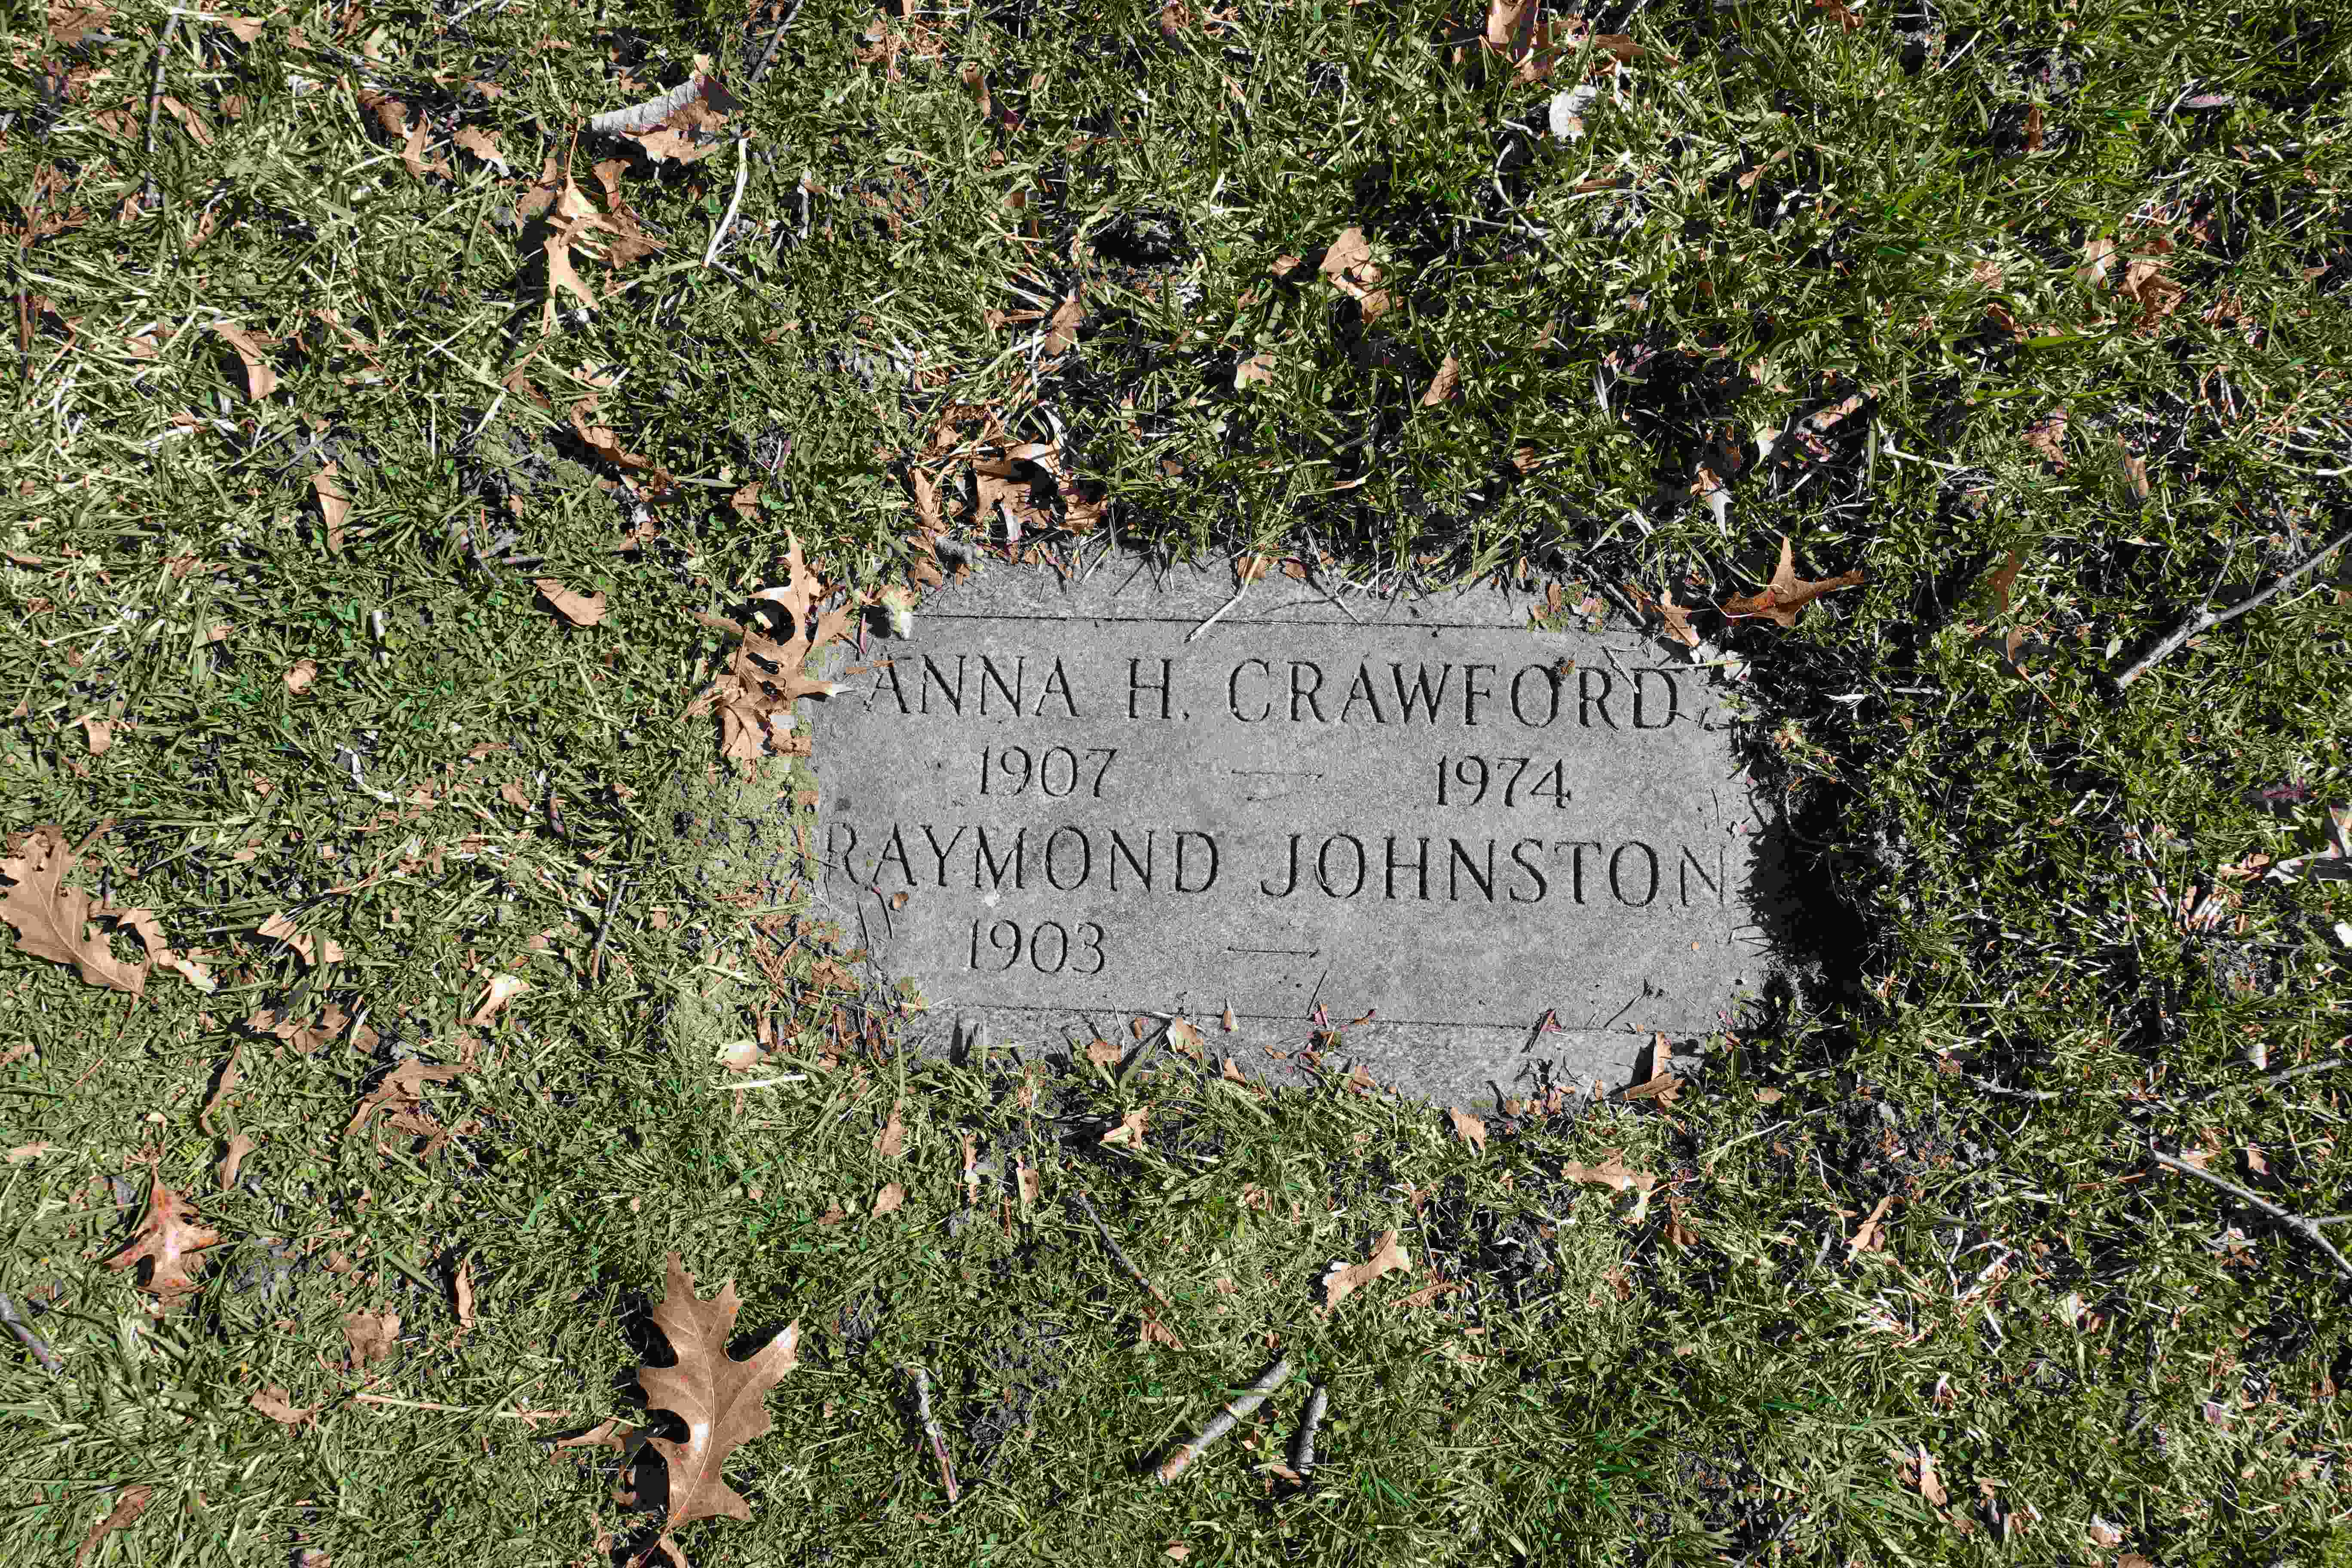 ANNA H. CRAWFORD
1907 — 1974
RAYMOND JOHNSTON
1903 —